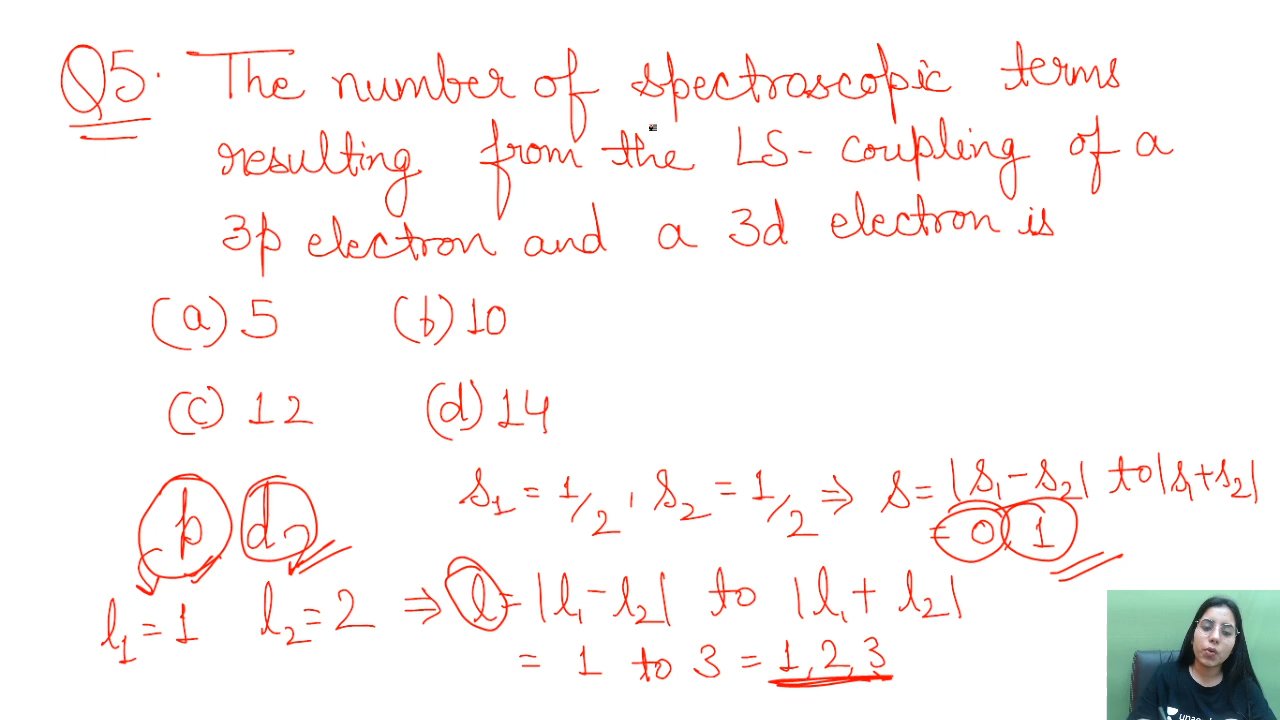 Q5. The number of spectroscopic terms
resulting from the LS- coupling of a
3p electron and a 3d electron is
(a) 5 (b) 10
(c) 12 (d) 14
s₁ = 1/2, s₂ = 1/2 ⇒ s = |s₁-s₂| to |s₁+s₂|
p d₂ = 0, 1
l₁ = 1 l₂ = 2 ⇒ l = |l₁-l₂| to |l₁+l₂|
= 1 to 3 = 1, 2, 3